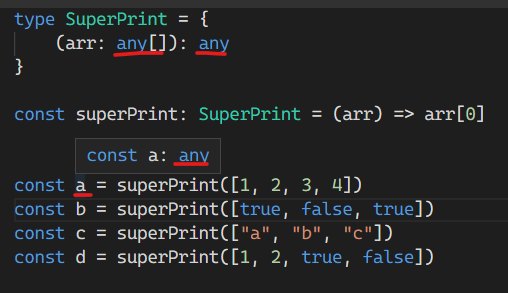 type SuperPrint = {
    (arr: any[]): any
}
const superPrint: SuperPrint = (arr) => arr[0]
const a: any
const a = superPrint([1, 2, 3, 4])
const b = superPrint([true, false, true])
const c = superPrint(["a", "b", "c"])
const d = superPrint([1, 2, true, false])